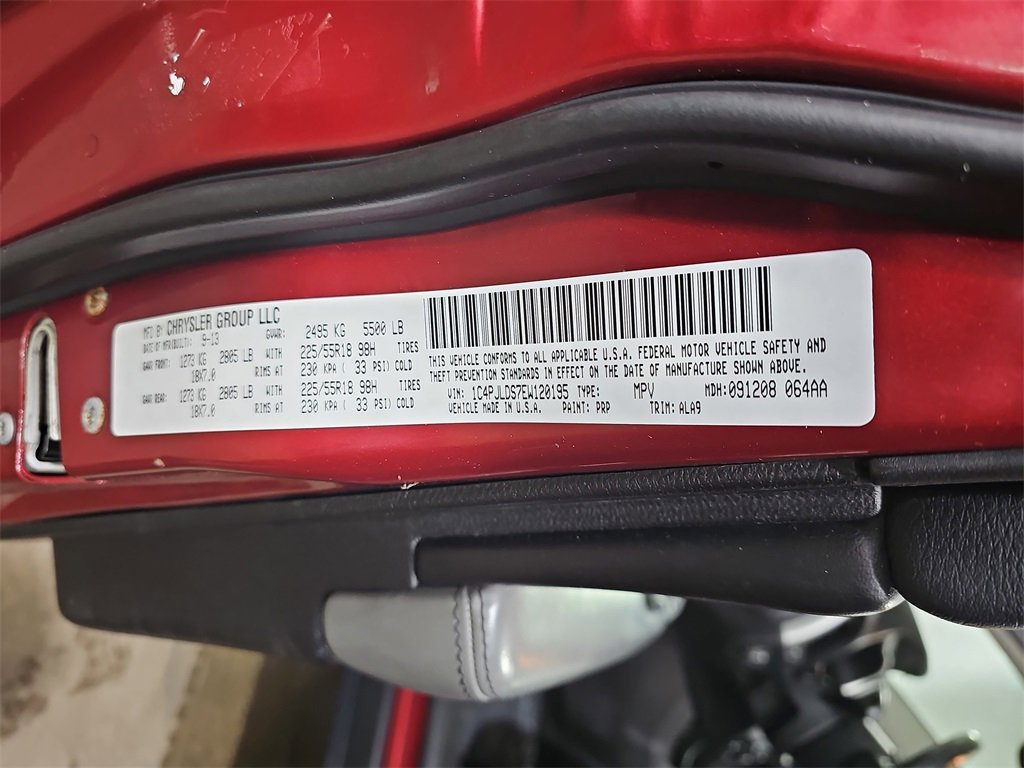 MFD BY CHRYSLER GROUP LLC
DATE OF MFR(BUILT): 9-13 GVWR: 2495 KG 5500 LB
GAWR FRONT: 1273 KG 2805 LB WITH 225/55R18 98H TIRES
18X7.0 RIMS AT 230 KPA ( 33 PSI) COLD
GAWR REAR: 1273 KG 2805 LB WITH 225/55R18 98H TIRES
18X7.0 RIMS AT 230 KPA ( 33 PSI) COLD
THIS VEHICLE CONFORMS TO ALL APPLICABLE U.S.A. FEDERAL MOTOR VEHICLE SAFETY AND
THEFT PREVENTION STANDARDS IN EFFECT ON THE DATE OF MANUFACTURE SHOWN ABOVE.
VIN: 1C4PJLDS7EW120195 TYPE: MPV MDH:091208 064AA
VEHICLE MADE IN U.S.A. PAINT: PRP TRIM: ALA9